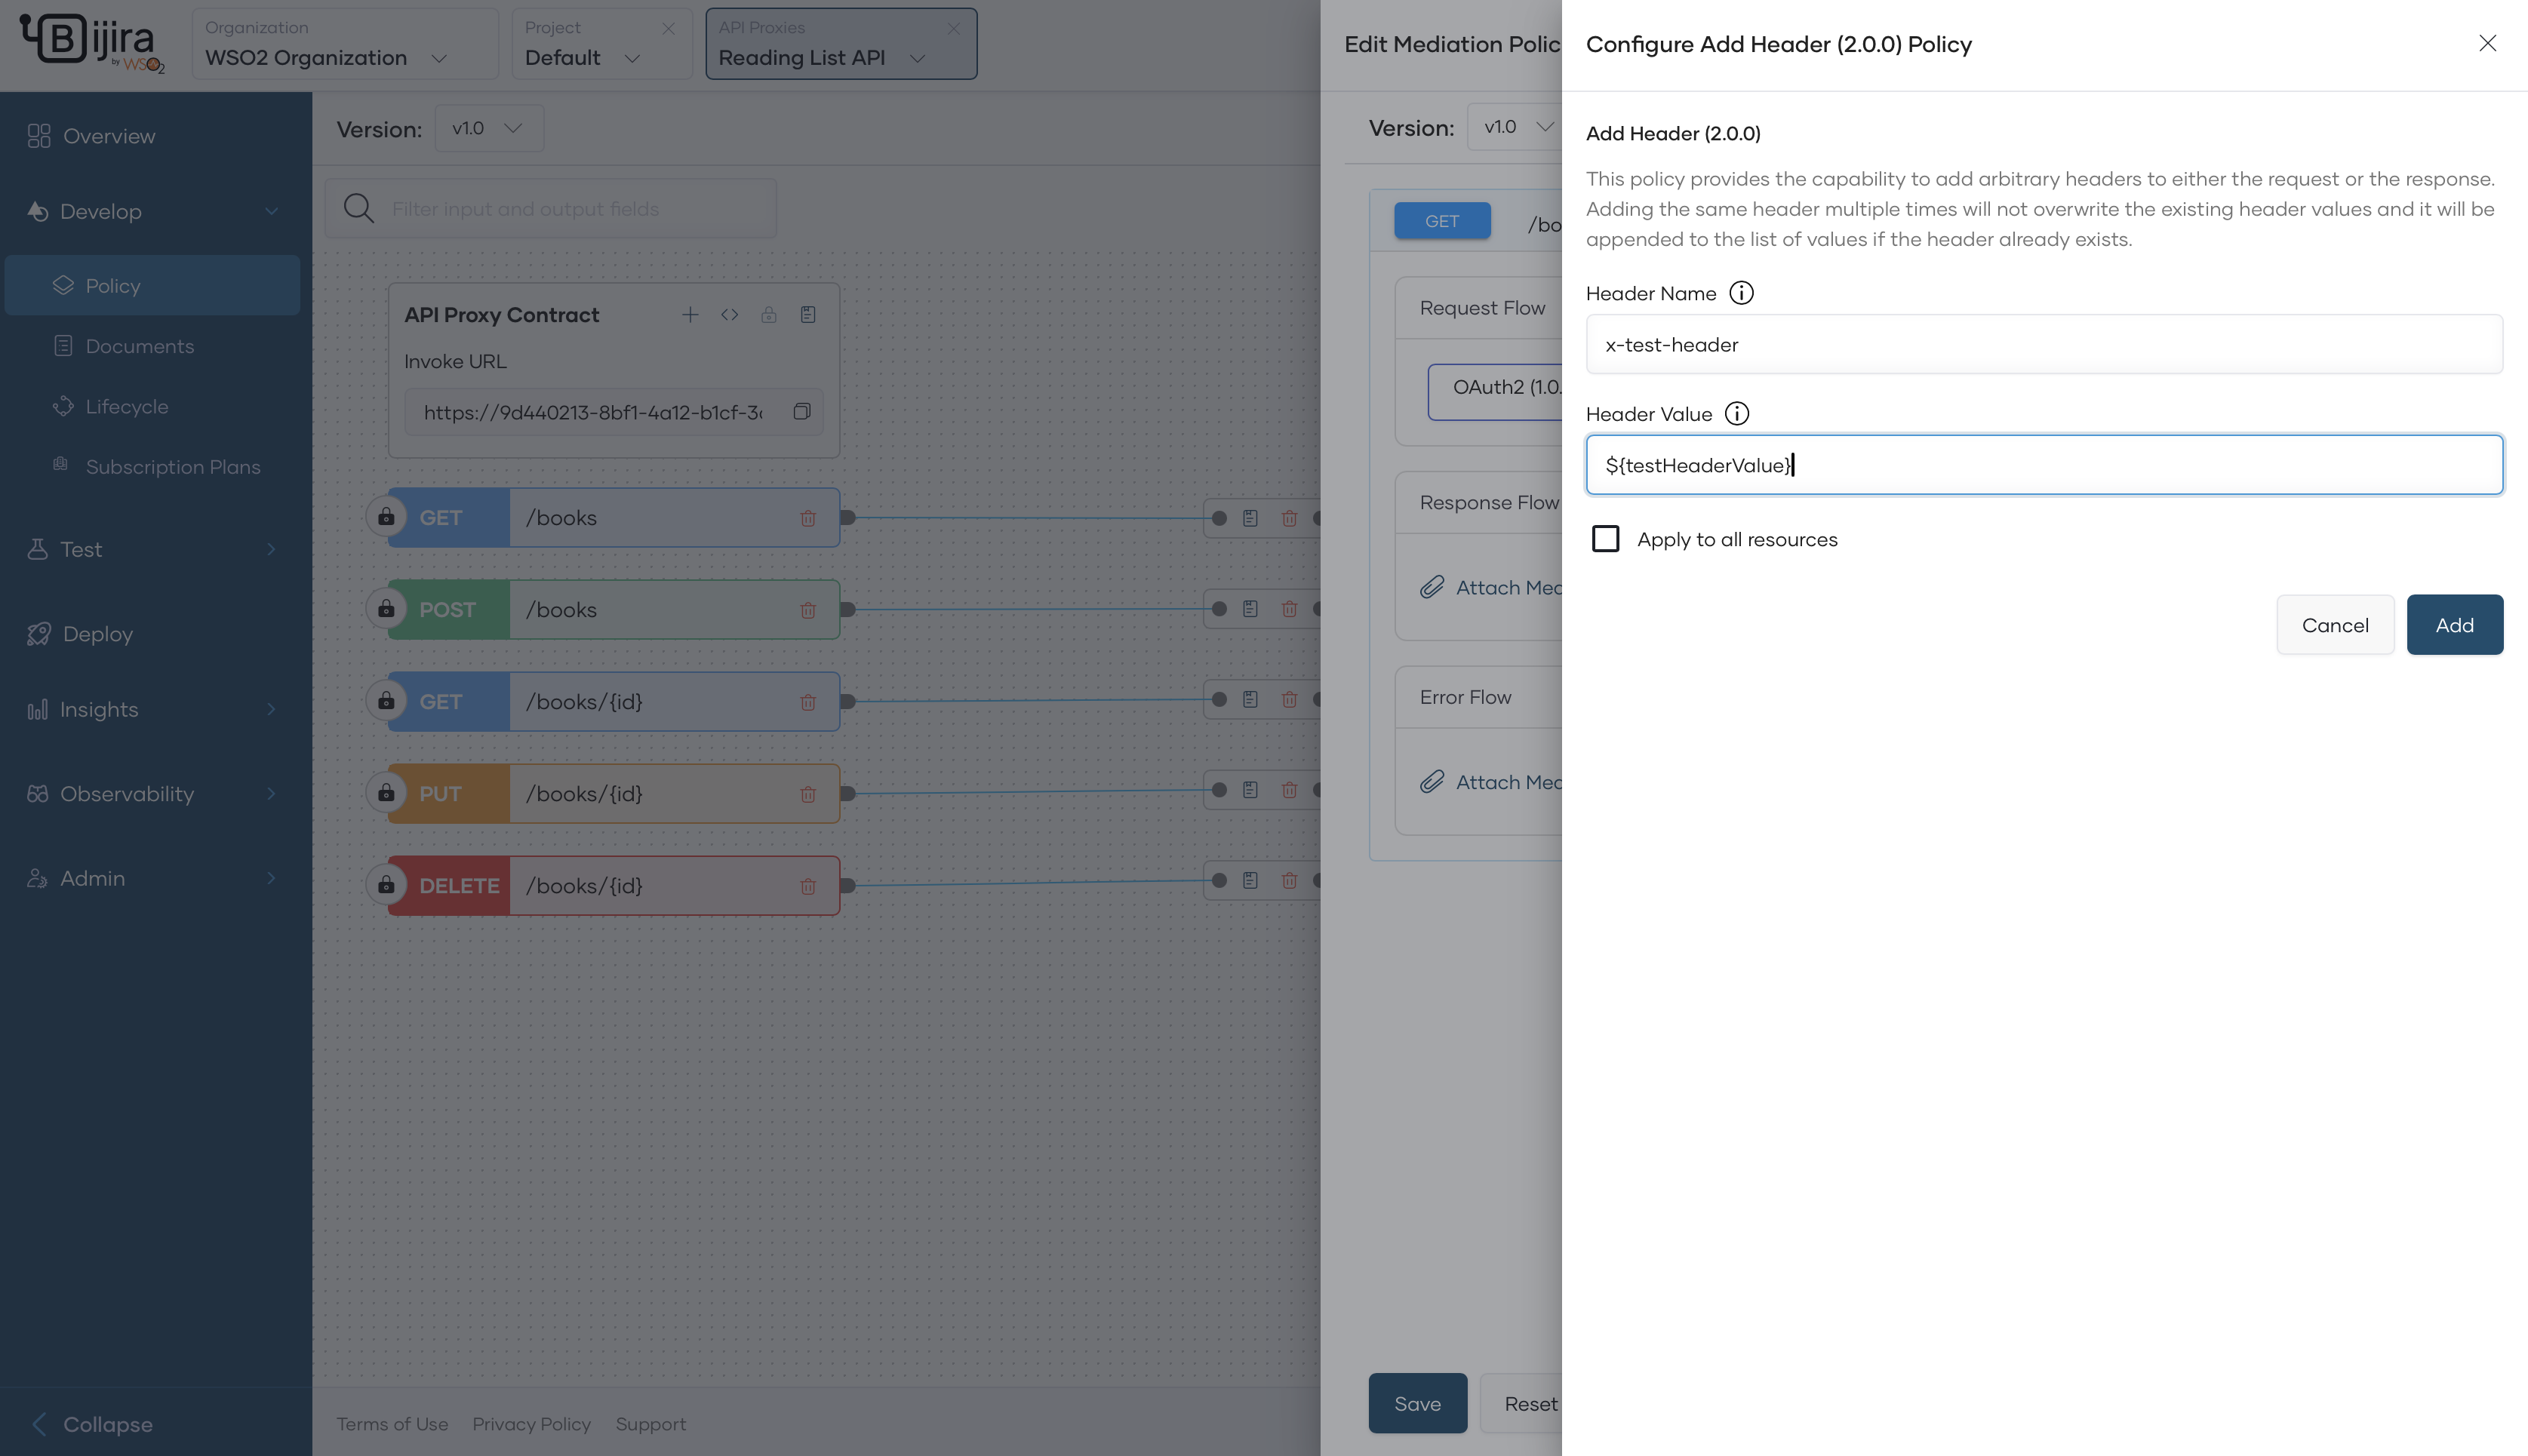 Bijira
by WSO2
Organization
WSO2 Organization
Project
Default
API Proxies
Reading List API
Overview
Develop
Policy
Documents
Lifecycle
Subscription Plans
Test
Deploy
Insights
Observability
Admin
Collapse
Version: v1.0
Filter input and output fields
API Proxy Contract
Invoke URL
https://9d440213-8bf1-4a12-b1cf-3
GET /books
POST /books
GET /books/{id}
PUT /books/{id}
DELETE /books/{id}
Terms of Use Privacy Policy Support
Edit Mediation Polic
Version: v1.0
GET /bo
Request Flow
OAuth2 (1.0.
Response Flow
Attach Med
Error Flow
Attach Med
Save Reset
Configure Add Header (2.0.0) Policy
Add Header (2.0.0)
This policy provides the capability to add arbitrary headers to either the request or the response.
Adding the same header multiple times will not overwrite the existing header values and it will be
appended to the list of values if the header already exists.
Header Name
x-test-header
Header Value
${testHeaderValue}
Apply to all resources
Cancel Add